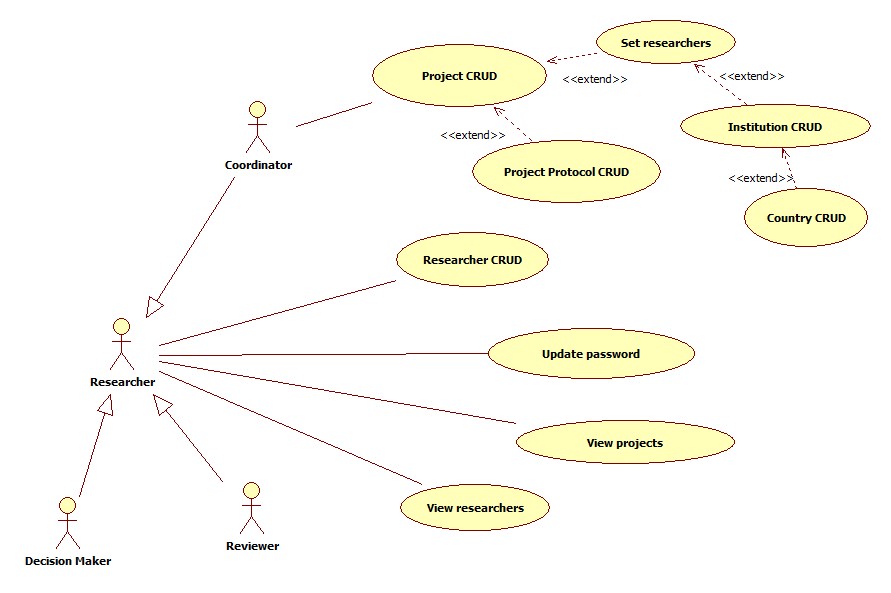 Set researchers
Project CRUD
<<extend>>
<<extend>>
Institution CRUD
<<extend>>
Coordinator
Project Protocol CRUD
<<extend>>
Country CRUD
Researcher CRUD
Update password
Researcher
View projects
View researchers
Reviewer
Decision Maker